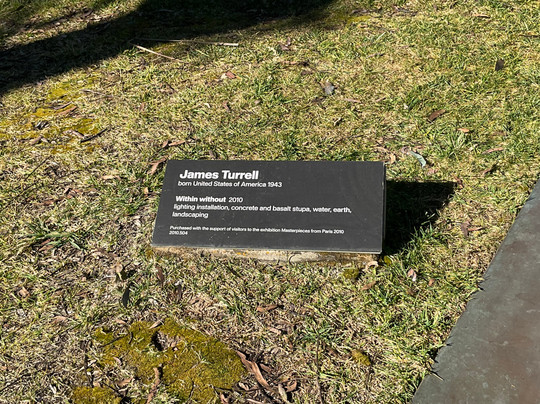 James Turrell
born United States of America 1943
Within without 2010
lighting installation, concrete and basalt stupa, water, earth,
landscaping
Purchased with the support of visitors to the exhibition Masterpieces from Paris 2010
2010.504